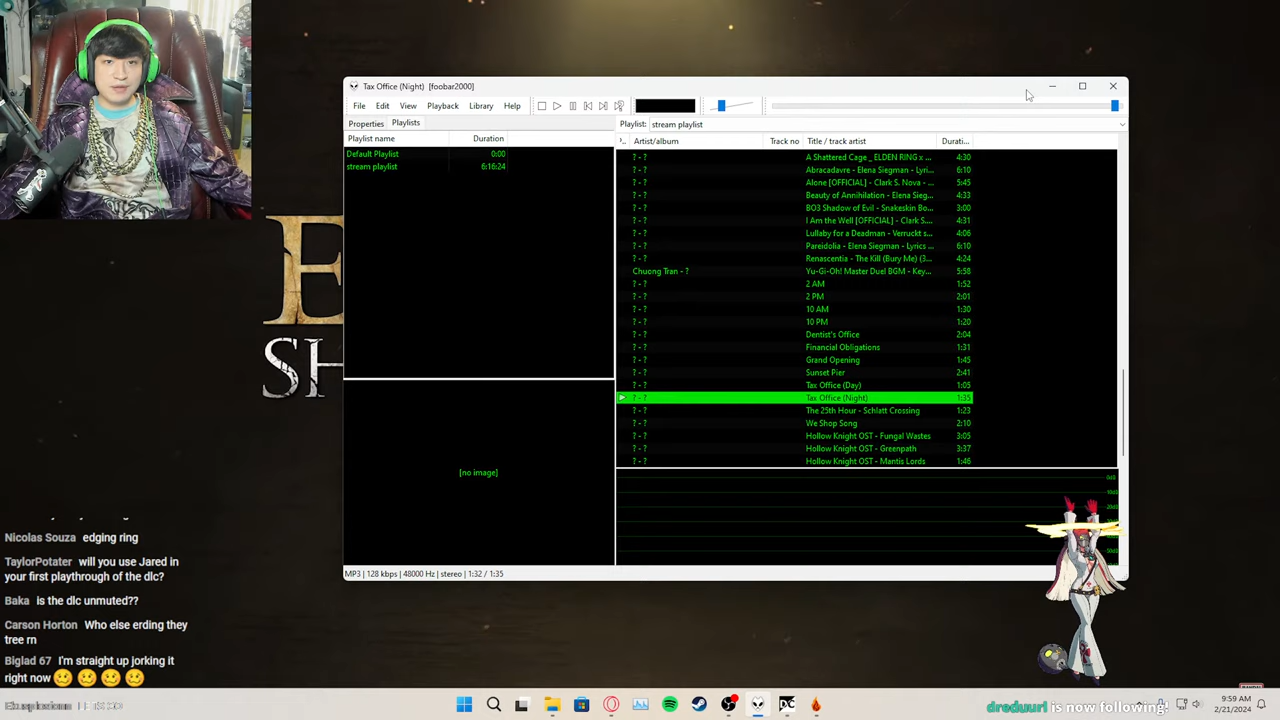 Tax Office (Night) [foobar2000]
File Edit View Playback Library Help
Properties Playlists
Playlist: stream playlist
Playlist name Duration
Default Playlist 0:00
stream playlist 6:16:24
Artist/album Track no Title / track artist Durati...
? - ? A Shattered Cage _ ELDEN RING x ... 4:30
? - ? Abracadavre - Elena Siegman - Lyri... 6:10
? - ? Alone [OFFICIAL] - Clark S. Nova - ... 5:45
? - ? Beauty of Annihilation - Elena Sieg... 4:33
? - ? BO3 Shadow of Evil - Snakeskin Bo... 3:00
? - ? I Am the Well [OFFICIAL] - Clark S.... 4:31
? - ? Lullaby for a Deadman - Verruckt s... 4:06
? - ? Pareidolia - Elena Siegman - Lyrics ... 6:10
? - ? Renascentia - The Kill (Bury Me) (3... 4:24
Chuong Tran - ? Yu-Gi-Oh! Master Duel BGM - Key... 5:58
? - ? 2 AM 1:52
? - ? 2 PM 2:01
? - ? 10 AM 1:30
? - ? 10 PM 1:20
? - ? Dentist's Office 2:04
? - ? Financial Obligations 1:31
? - ? Grand Opening 1:45
? - ? Sunset Pier 2:41
? - ? Tax Office (Day) 1:05
? - ? Tax Office (Night) 1:35
? - ? The 25th Hour - Schlatt Crossing 1:23
? - ? We Shop Song 2:10
? - ? Hollow Knight OST - Fungal Wastes 3:05
? - ? Hollow Knight OST - Greenpath 3:37
? - ? Hollow Knight OST - Mantis Lords 1:46
[no image]
MP3 | 128 kbps | 48000 Hz | stereo | 1:32 / 1:35
E
SH
Nicolas Souza edging ring
TaylorPotater will you use Jared in
your first playthrough of the dlc?
Baka is the dlc unmuted??
Carson Horton Who else erding they
tree rn
Biglad 67 I'm straight up jorking it
right now
9:59 AM
2/21/2024
dreduurl is now following!